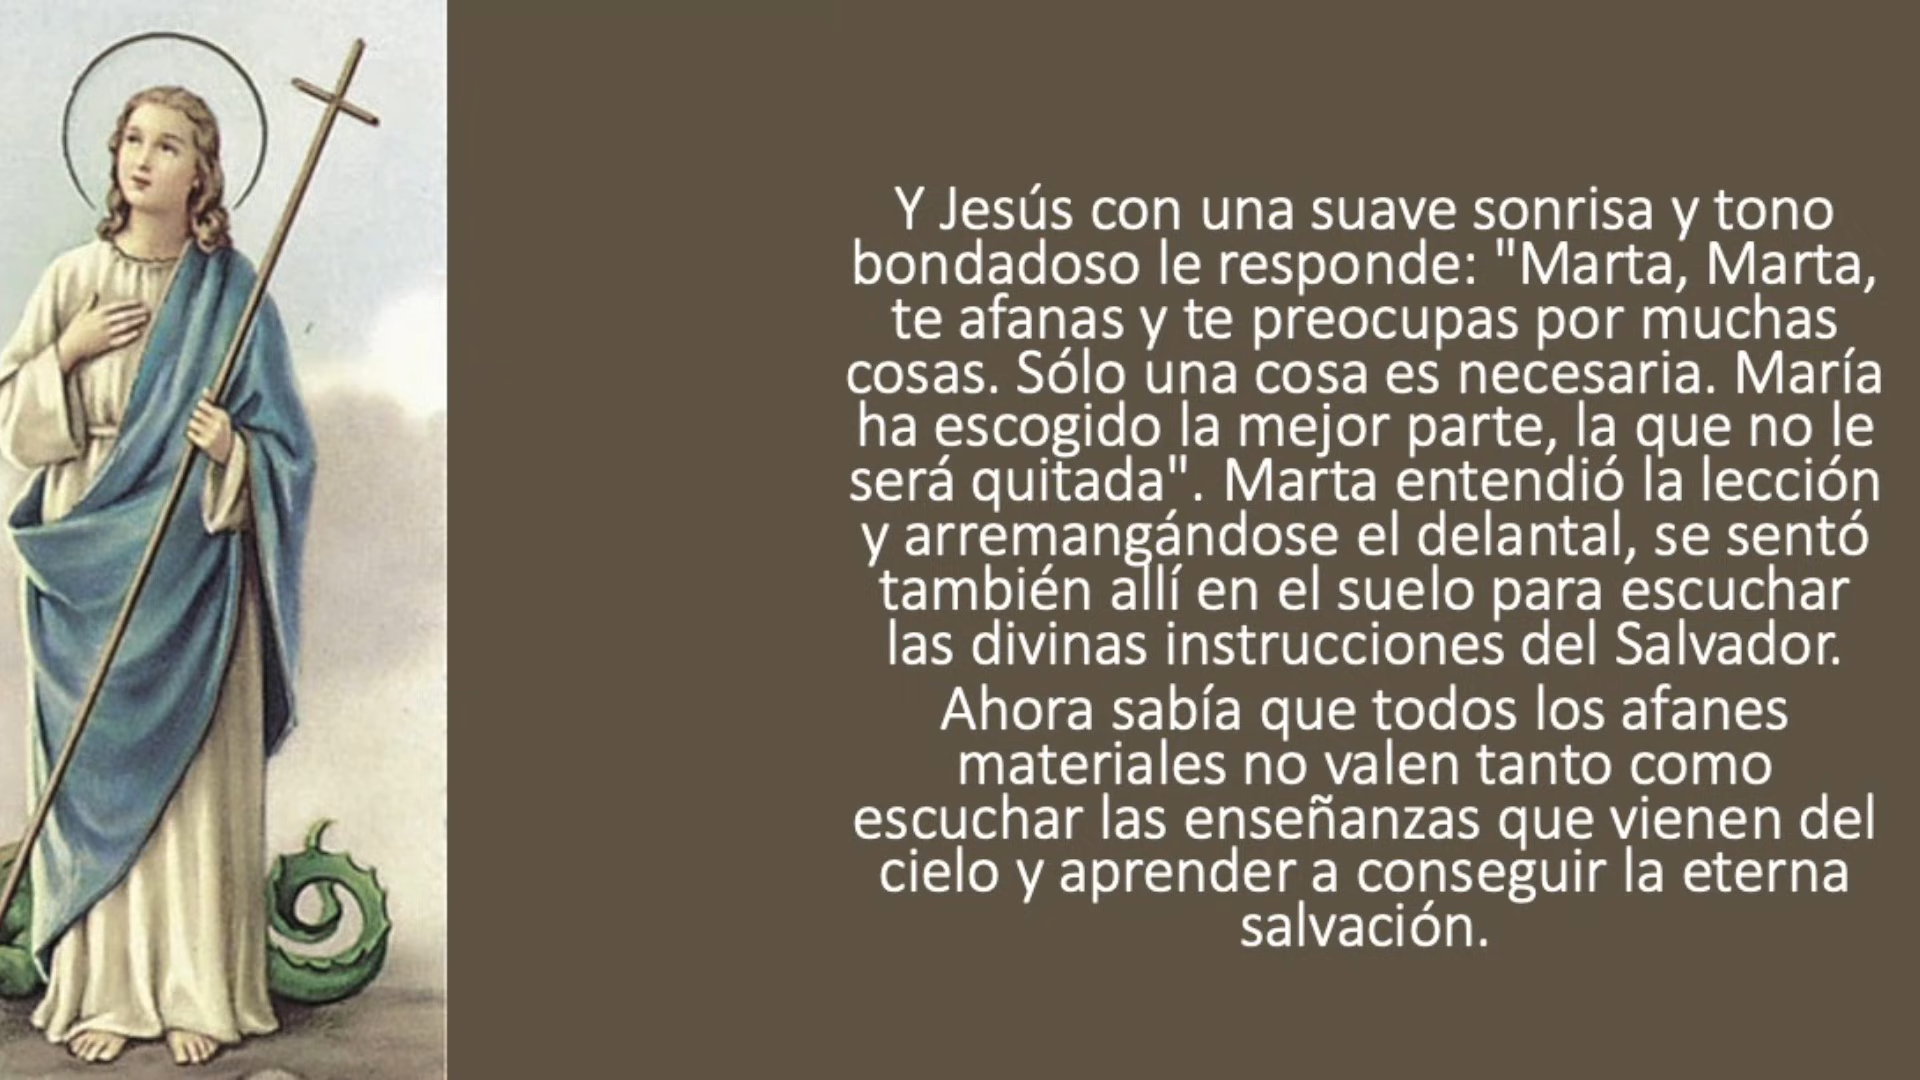 Y Jesús con una suave sonrisa y tono
bondadoso le responde: "Marta, Marta,
te afanas y te preocupas por muchas
cosas. Sólo una cosa es necesaria. María
ha escogido la mejor parte, la que no le
será quitada". Marta entendió la lección
y arremangándose el delantal, se sentó
también allí en el suelo para escuchar
las divinas instrucciones del Salvador.
Ahora sabía que todos los afanes
materiales no valen tanto como
escuchar las enseñanzas que vienen del
cielo y aprender a conseguir la eterna
salvación.